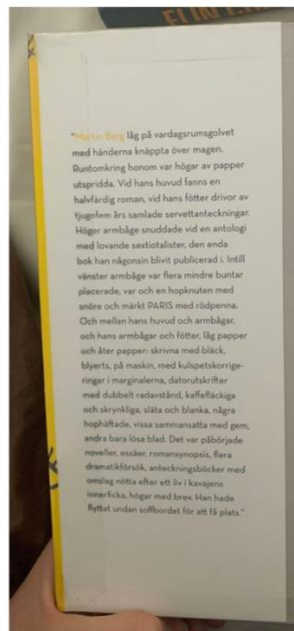 "Martin Berg låg på vardagsrumsgolvet
med händerna knäppta över magen.
Runtomkring honom var högar av papper
utspridda. Vid hans huvud fanns en
halvfärdig roman, vid hans fötter drivor av
tjugofem års samlade servettanteckningar.
Höger armbåge snuddade vid en antologi
med lovande sextiotalister, den enda
bok han någonsin blivit publicerad i. Intill
vänster armbåge var flera mindre buntar
placerade, var och en hopknuten med
snöre och märkt PARIS med rödpenna.
Och mellan hans huvud och armbågar,
och hans armbågar och fötter, låg papper
och åter papper: skrivna med bläck,
blyerts, på maskin, med kulspetskorrige-
ringar i marginalerna, datorutskrifter
med dubbelt radavstånd, kaffefläckiga
och skrynkliga, släta och blanka, några
hophäftade, vissa sammansatta med gem,
andra bara lösa blad. Det var påbörjade
noveller, essäer, romansynopsis, flera
dramatikförsök, anteckningsböcker med
omslag nötta efter ett liv i kavajens
innerficka, högar med brev. Han hade
flyttat undan soffbordet för att få plats."